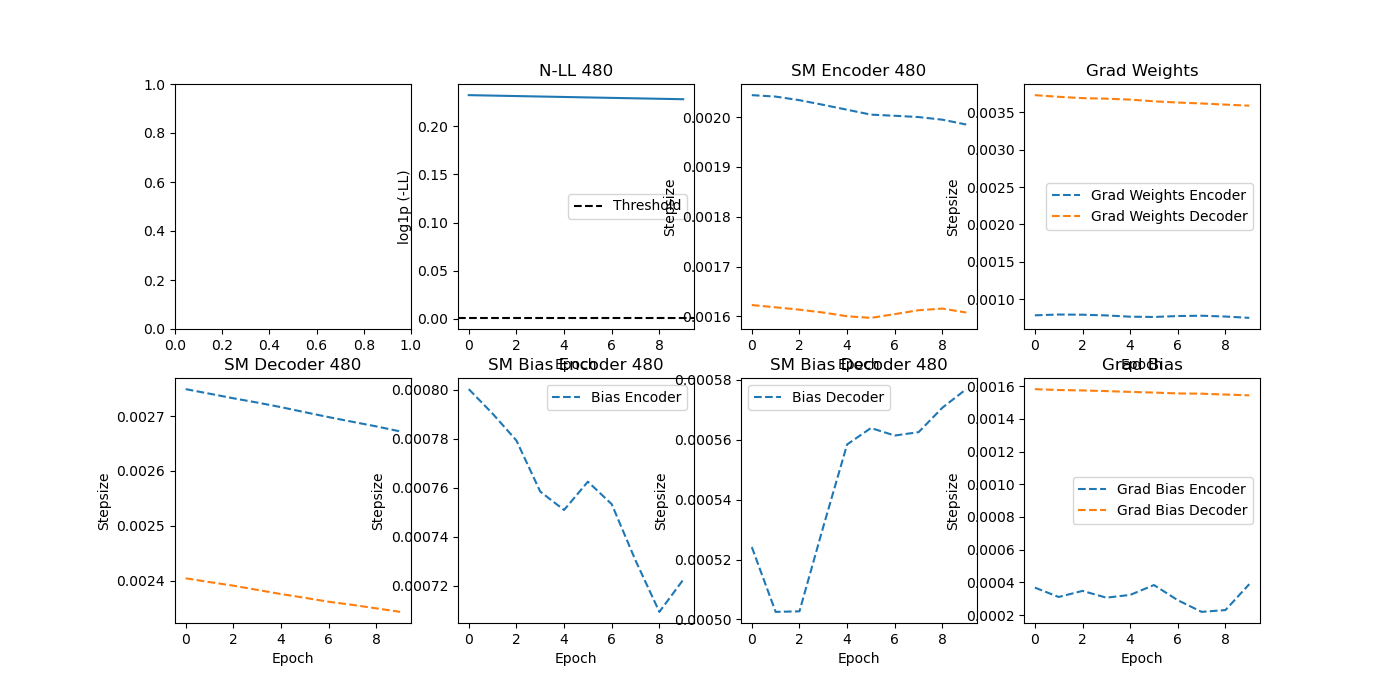 N-LL 480
SM Encoder 480
Grad Weights
1.0
0.8
0.6
0.4
0.2
0.0
0.0 0.2 0.4 0.6 0.8 1.0
log1p (-LL)
0.20
0.15
0.10
0.05
0.00
Threshold
0 2 4 6 8
Epoch
Stepsize
0.0020
0.0019
0.0018
0.0017
0.0016
0 2 4 6 8
Epoch
Stepsize
0.0035
0.0030
0.0025
0.0020
0.0015
0.0010
Grad Weights Encoder
Grad Weights Decoder
0 2 4 6 8
Epoch
SM Decoder 480
SM Bias Encoder 480
SM Bias Decoder 480
Grad Bias
Stepsize
0.0027
0.0026
0.0025
0.0024
0 2 4 6 8
Epoch
Stepsize
0.00080
0.00078
0.00076
0.00074
0.00072
Bias Encoder
0 2 4 6 8
Epoch
Stepsize
0.00058
0.00056
0.00054
0.00052
0.00050
Bias Decoder
0 2 4 6 8
Epoch
Stepsize
0.0016
0.0014
0.0012
0.0010
0.0008
0.0006
0.0004
0.0002
Grad Bias Encoder
Grad Bias Decoder
0 2 4 6 8
Epoch